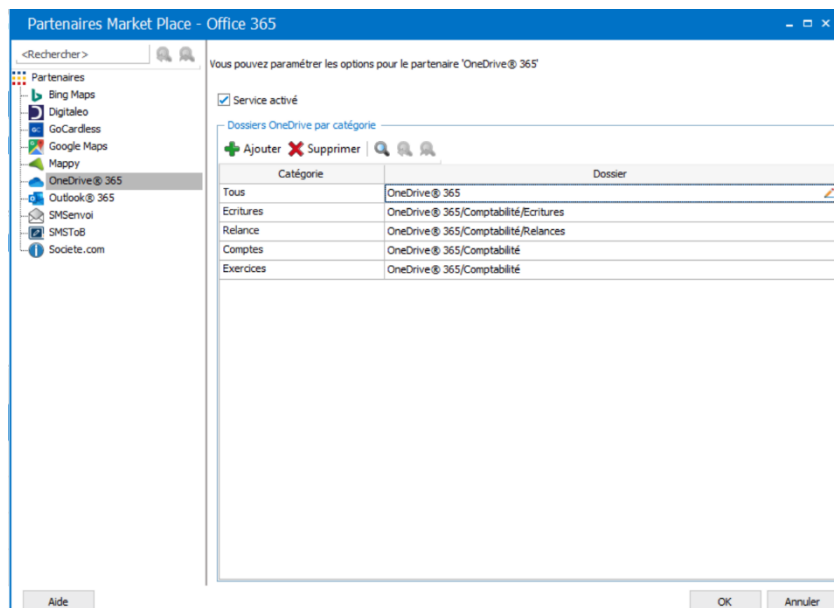 Partenaires Market Place - Office 365
<Rechercher>
Partenaires
Bing Maps
Digitaleo
GoCardless
Google Maps
Mappy
OneDrive® 365
Outlook® 365
SMSenvoi
SMSToB
Societe.com
Vous pouvez paramétrer les options pour le partenaire 'OneDrive® 365'
Service activé
Dossiers OneDrive par catégorie
Ajouter Supprimer
Catégorie Dossier
Tous OneDrive® 365
Ecritures OneDrive® 365/Comptabilité/Ecritures
Relance OneDrive® 365/Comptabilité/Relances
Comptes OneDrive® 365/Comptabilité
Exercices OneDrive® 365/Comptabilité
Aide OK Annuler